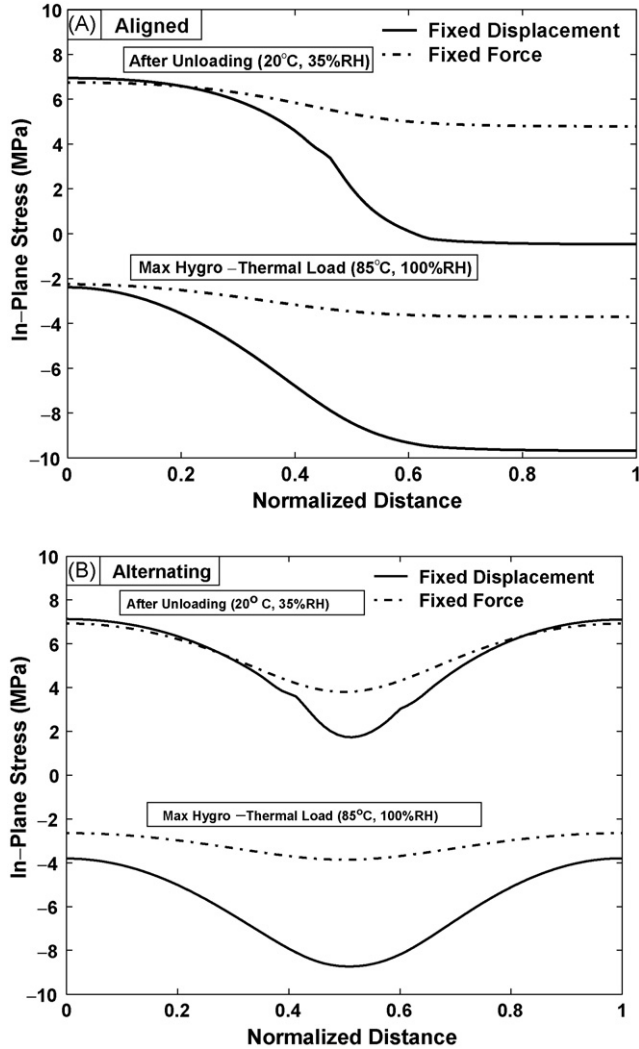 (A) Aligned
Fixed Displacement
Fixed Force
After Unloading (20°C, 35%RH)
Max Hygro –Thermal Load (85°C, 100%RH)
In–Plane Stress (MPa)
10
8
6
4
2
0
–2
–4
–6
–8
–10
0 0.2 0.4 0.6 0.8 1
Normalized Distance
(B) Alternating
Fixed Displacement
Fixed Force
After Unloading (20° C, 35%RH)
Max Hygro –Thermal Load (85°C, 100%RH)
In–Plane Stress (MPa)
10
8
6
4
2
0
–2
–4
–6
–8
–10
0 0.2 0.4 0.6 0.8 1
Normalized Distance